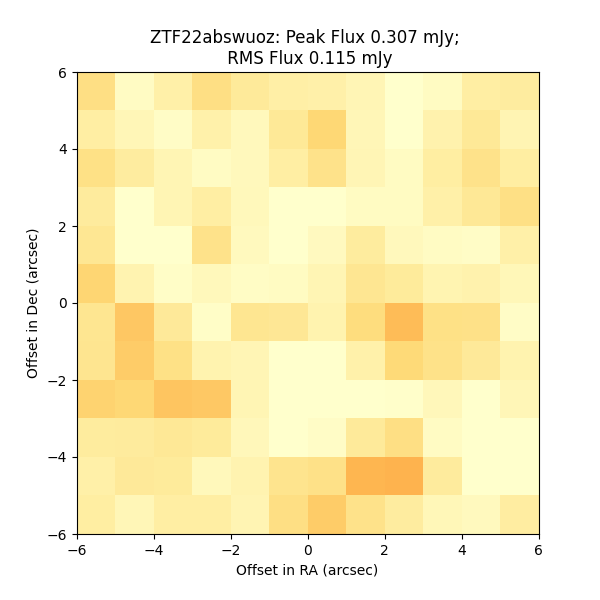 ZTF22abswuoz: Peak Flux 0.307 mJy;
RMS Flux 0.115 mJy
6
4
2
0
−2
−4
−6
Offset in Dec (arcsec)
−6 −4 −2 0 2 4 6
Offset in RA (arcsec)